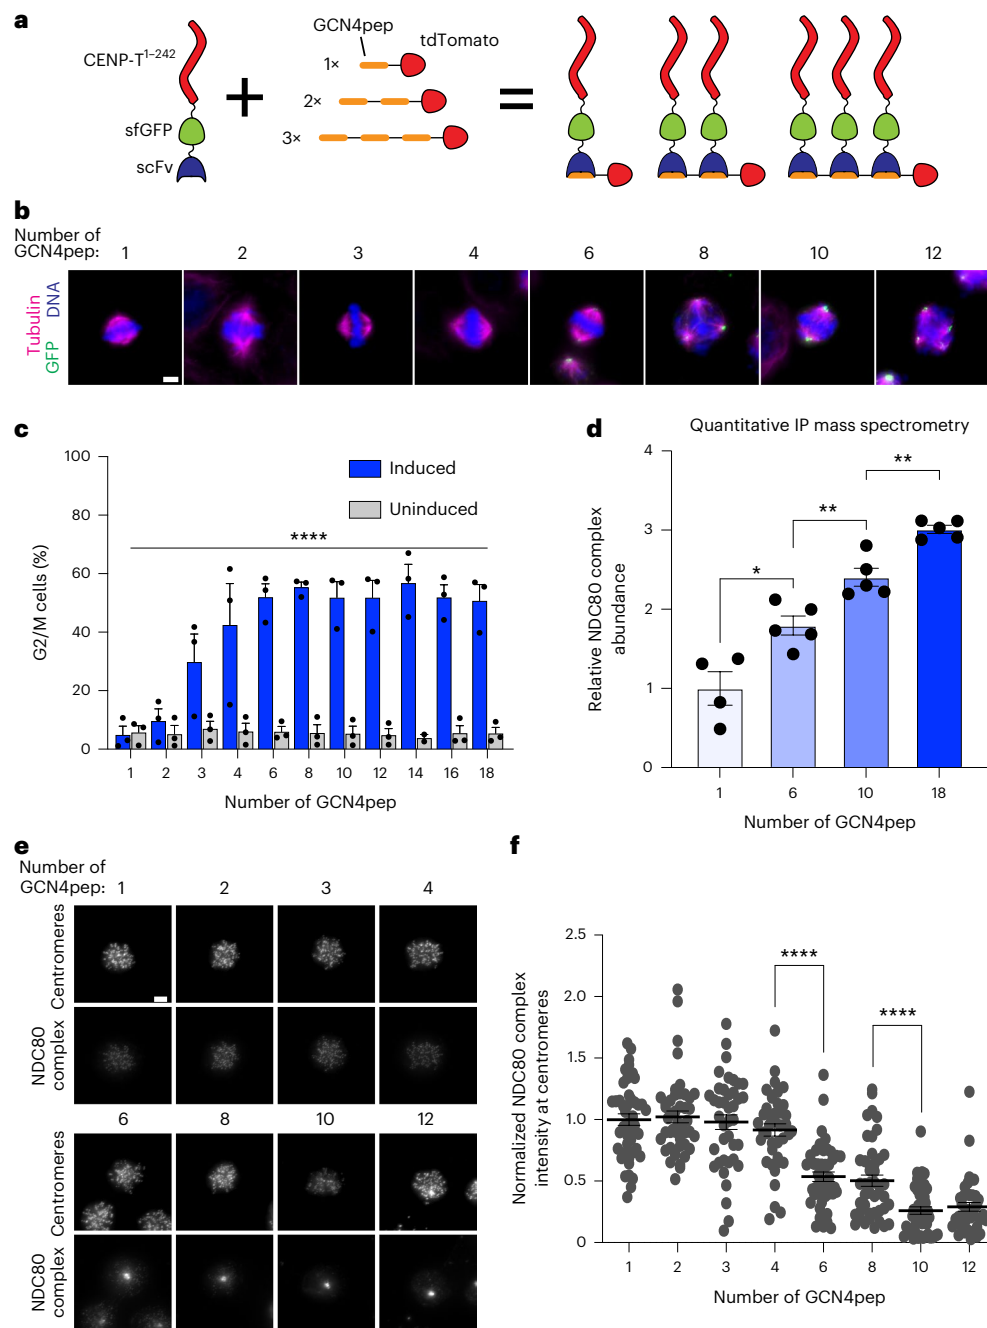 a
CENP-T1–242
sfGFP
scFv
+
GCN4pep
tdTomato
1×
2×
3×
=
b
Number of
GCN4pep:
1 2 3 4 6 8 10 12
Tubulin DNA
GFP
c
G2/M cells (%)
100
80
60
40
20
0
Induced
Uninduced
****
1 2 3 4 6 8 10 12 14 16 18
Number of GCN4pep
d
Quantitative IP mass spectrometry
Relative NDC80 complex
abundance
4
3
2
1
0
*
**
**
1 6 10 18
Number of GCN4pep
e
Number of
GCN4pep: 1 2 3 4
Centromeres
NDC80
complex
6 8 10 12
Centromeres
NDC80
complex
f
Normalized NDC80 complex
intensity at centromeres
2.5
2.0
1.5
1.0
0.5
0
****
****
1 2 3 4 6 8 10 12
Number of GCN4pep